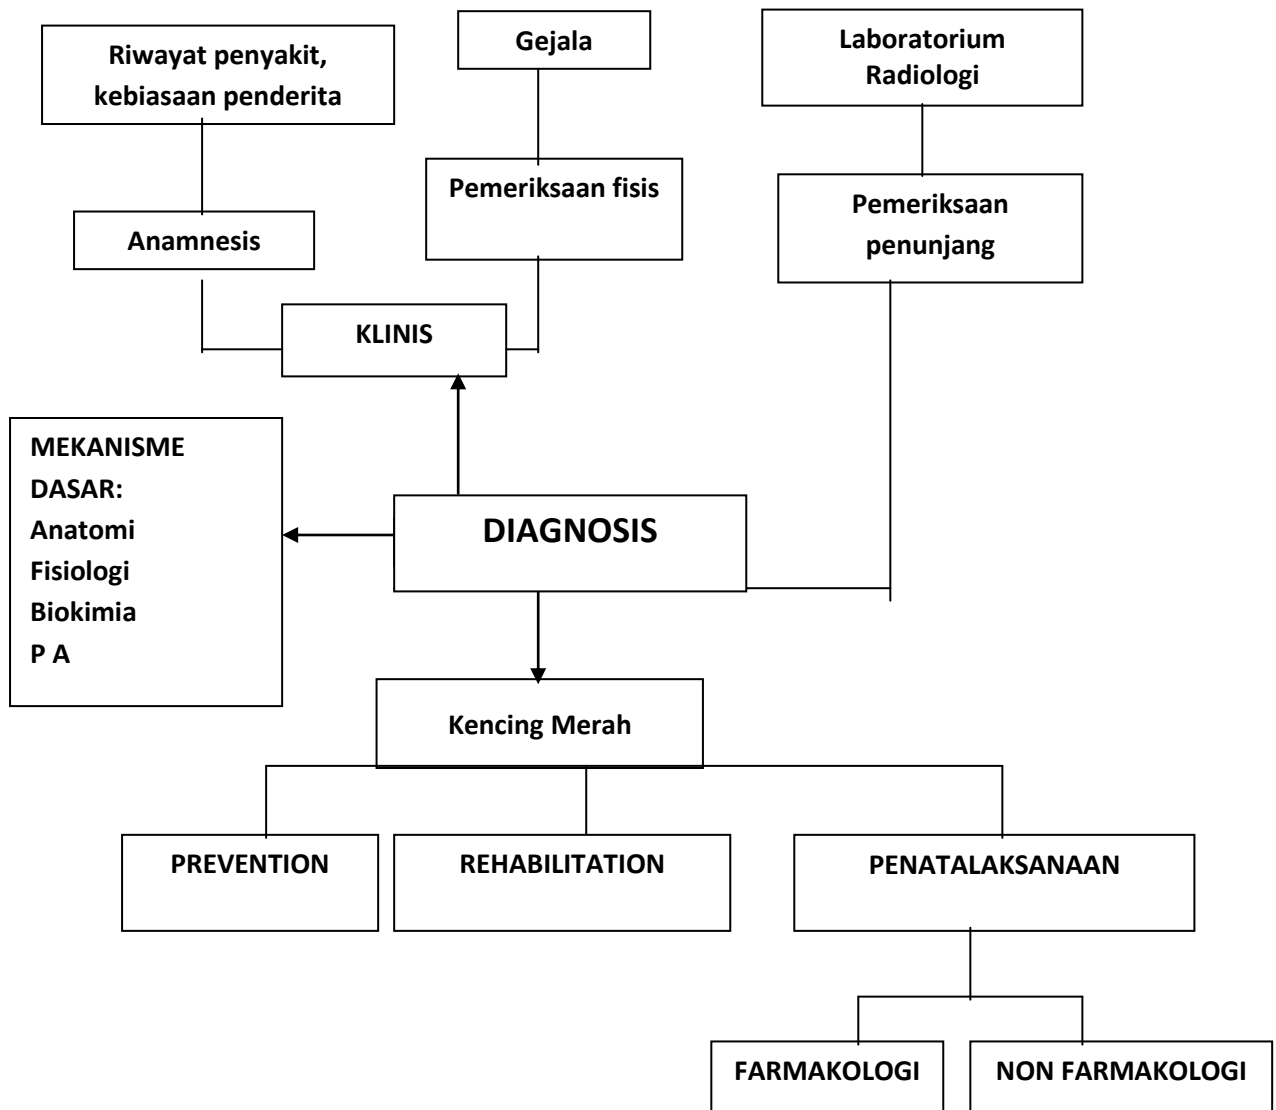 Riwayat penyakit,
kebiasaan penderita
Gejala
Laboratorium
Radiologi
Anamnesis
Pemeriksaan fisis
Pemeriksaan
penunjang
KLINIS
MEKANISME
DASAR:
Anatomi
Fisiologi
Biokimia
P A
DIAGNOSIS
Kencing Merah
PREVENTION
REHABILITATION
PENATALAKSANAAN
FARMAKOLOGI
NON FARMAKOLOGI